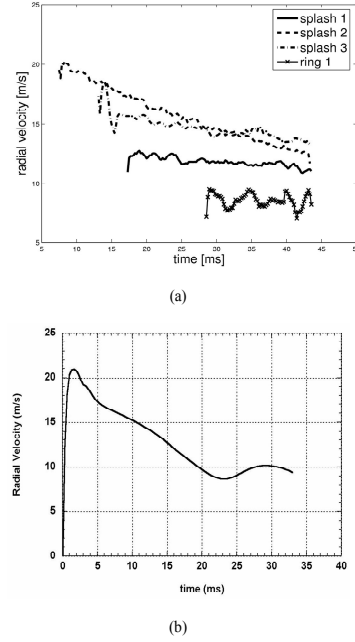 25
20
15
10
5
radial velocity [m/s]
splash 1
splash 2
splash 3
ring 1
5 10 15 20 25 30 35 40 45 50
time [ms]
(a)
25
20
15
10
5
0
Radial Velocity (m/s)
0 5 10 15 20 25 30 35 40
time (ms)
(b)